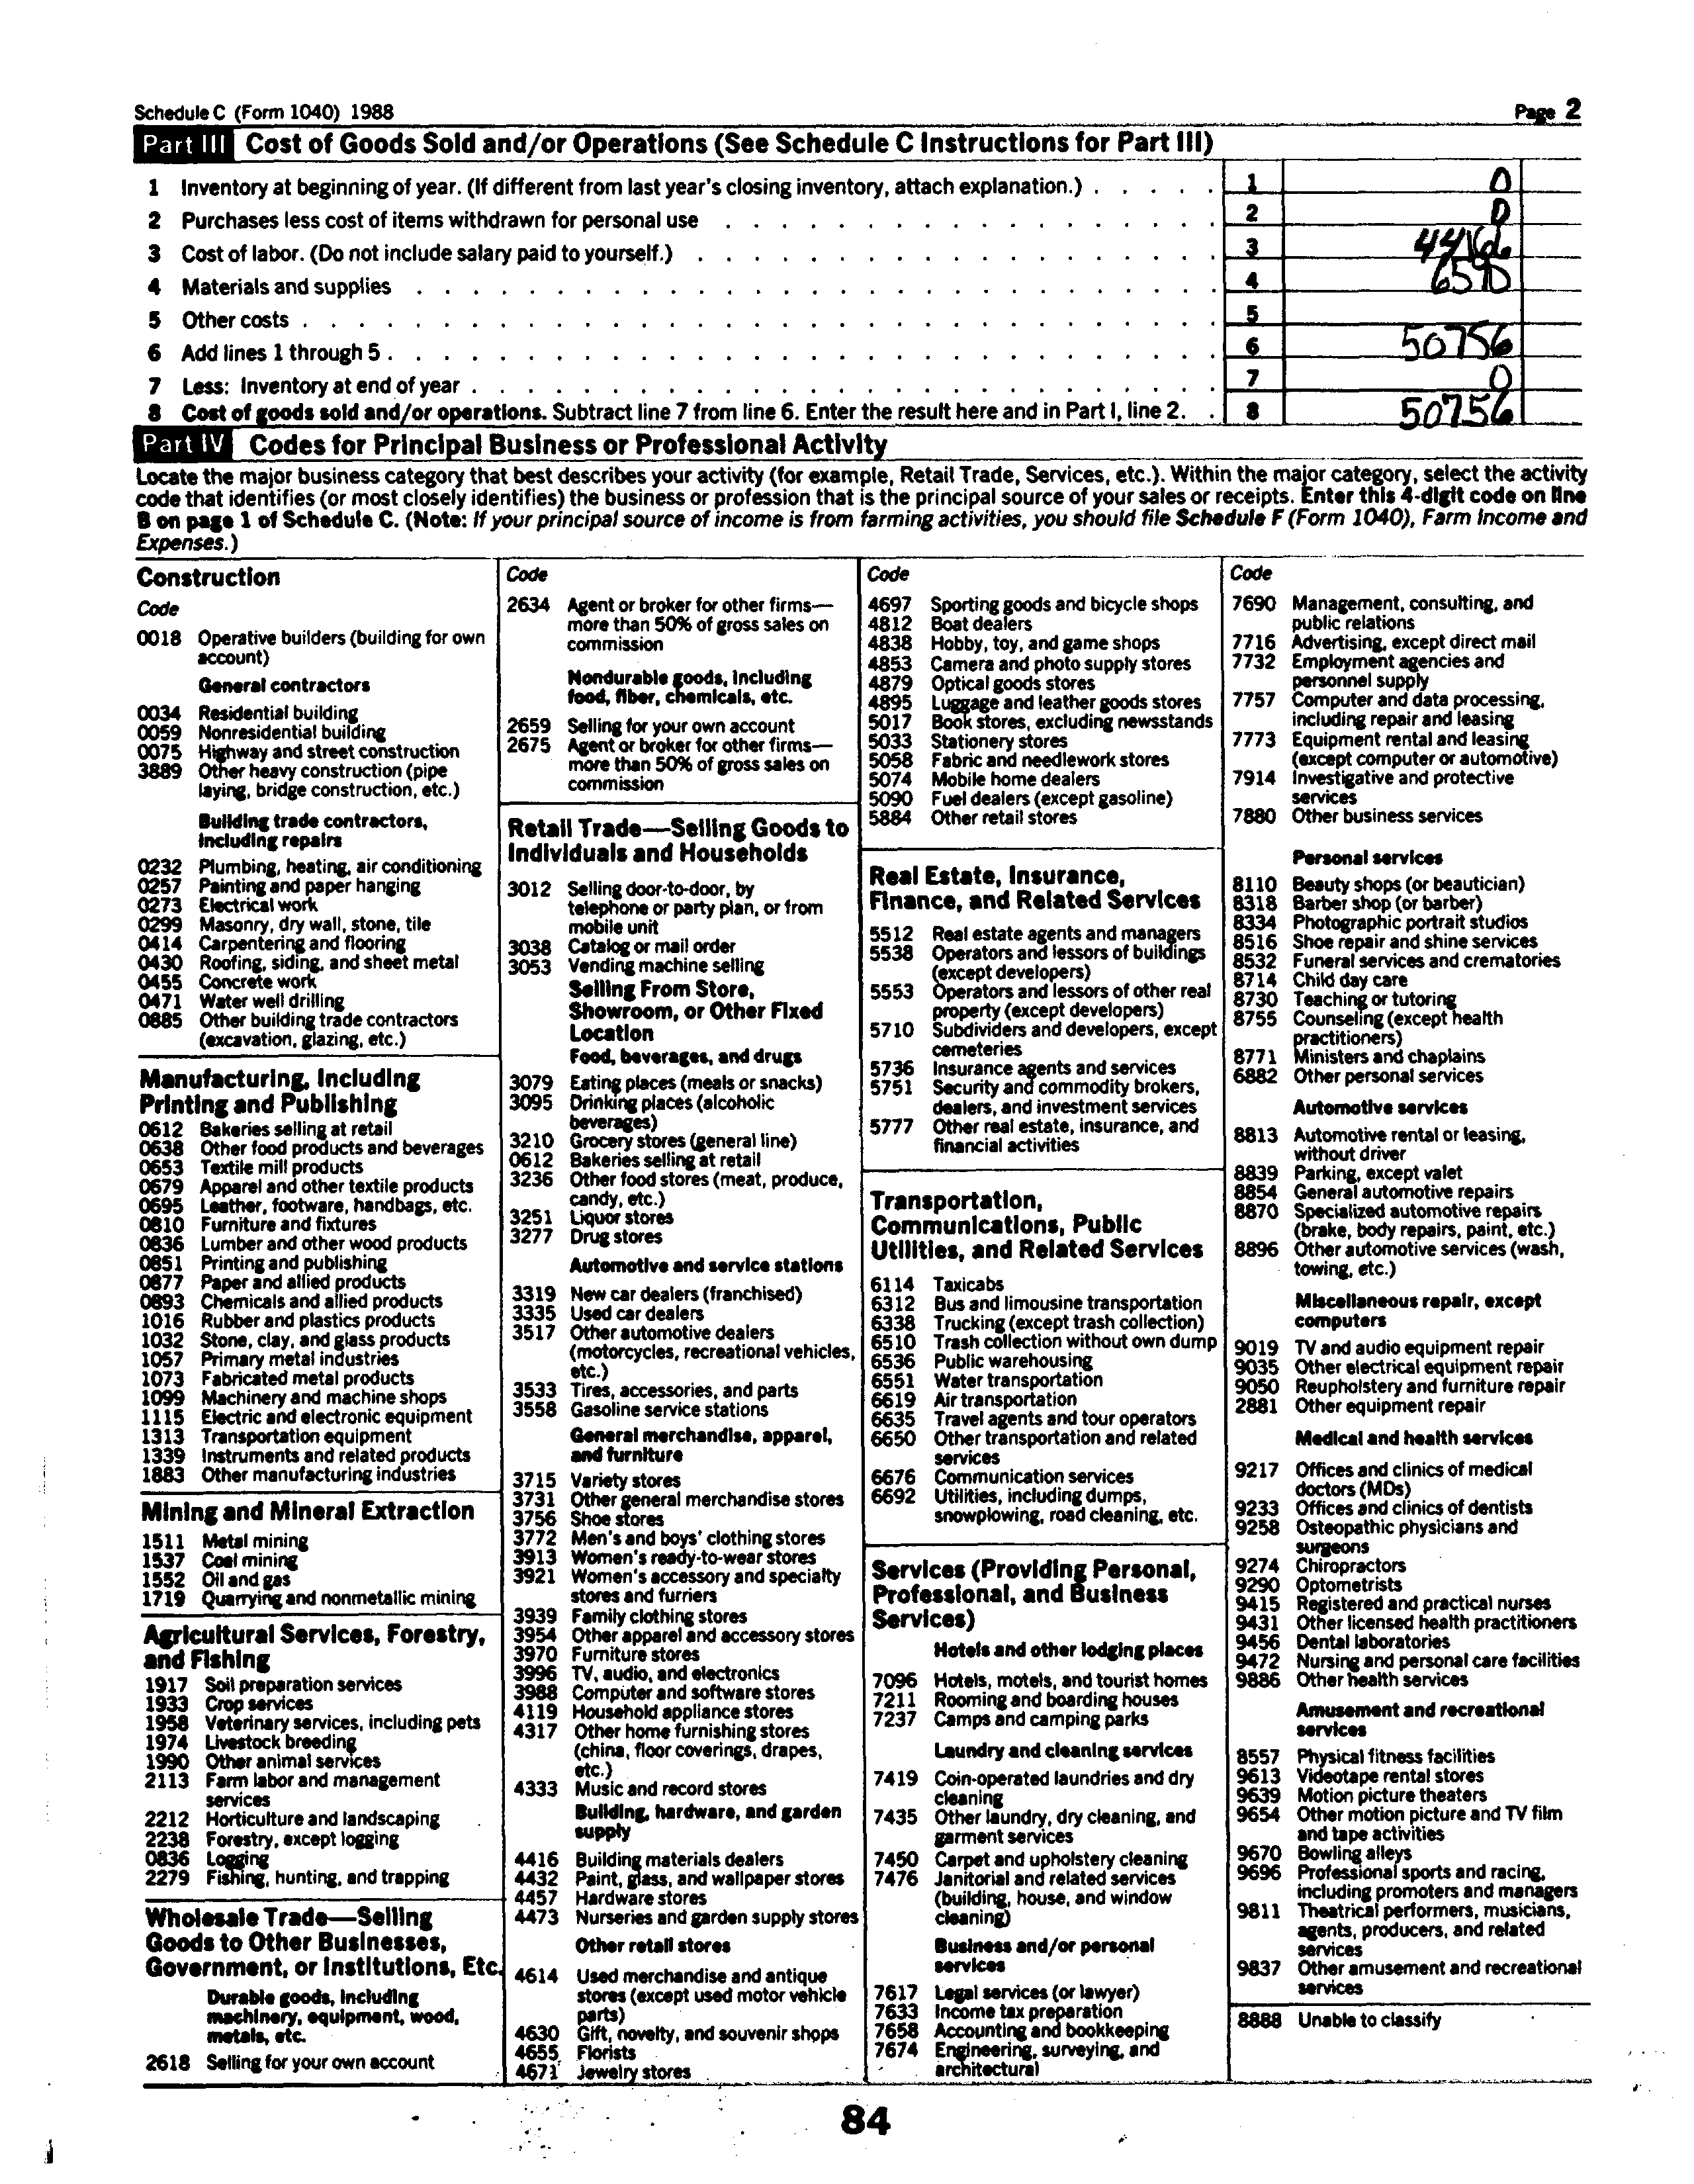 Schedule C (Form 1040) 1988 Page 2
Part III Cost of Goods Sold and/or Operations (See Schedule C Instructions for Part III)
1 Inventory at beginning of year. (If different from last year's closing inventory, attach explanation.) . . . . . 1 0
2 Purchases less cost of items withdrawn for personal use . . . . . . . . . . . . . . . . . . 2 0
3 Cost of labor. (Do not include salary paid to yourself.) . . . . . . . . . . . . . . . . . . . 3 44166
4 Materials and supplies . . . . . . . . . . . . . . . . . . . . . . . . . . . . . 4 6590
5 Other costs . . . . . . . . . . . . . . . . . . . . . . . . . . . . . . . . . 5
6 Add lines 1 through 5 . . . . . . . . . . . . . . . . . . . . . . . . . . . . . . 6 50756
7 Less: Inventory at end of year . . . . . . . . . . . . . . . . . . . . . . . . . . . 7 0
8 Cost of goods sold and/or operations. Subtract line 7 from line 6. Enter the result here and in Part I, line 2. . 8 50756
Part IV Codes for Principal Business or Professional Activity
Locate the major business category that best describes your activity (for example, Retail Trade, Services, etc.). Within the major category, select the activity
code that identifies (or most closely identifies) the business or profession that is the principal source of your sales or receipts. Enter this 4-digit code on line
B on page 1 of Schedule C. (Note: If your principal source of income is from farming activities, you should file Schedule F (Form 1040), Farm Income and
Expenses.)
Construction
Code
0018 Operative builders (building for own
account)
General contractors
0034 Residential building
0059 Nonresidential building
0075 Highway and street construction
3889 Other heavy construction (pipe
laying, bridge construction, etc.)
Building trade contractors,
including repairs
0232 Plumbing, heating, air conditioning
0257 Painting and paper hanging
0273 Electrical work
0299 Masonry, dry wall, stone, tile
0414 Carpentering and flooring
0430 Roofing, siding, and sheet metal
0455 Concrete work
0471 Water well drilling
0885 Other building trade contractors
(excavation, glazing, etc.)
Manufacturing, Including
Printing and Publishing
0612 Bakeries selling at retail
0638 Other food products and beverages
0653 Textile mill products
0679 Apparel and other textile products
0695 Leather, footware, handbags, etc.
0810 Furniture and fixtures
0836 Lumber and other wood products
0851 Printing and publishing
0877 Paper and allied products
0893 Chemicals and allied products
1016 Rubber and plastics products
1032 Stone, clay, and glass products
1057 Primary metal industries
1073 Fabricated metal products
1099 Machinery and machine shops
1115 Electric and electronic equipment
1313 Transportation equipment
1339 Instruments and related products
1883 Other manufacturing industries
Mining and Mineral Extraction
1511 Metal mining
1537 Coal mining
1552 Oil and gas
1719 Quarrying and nonmetallic mining
Agricultural Services, Forestry,
and Fishing
1917 Soil preparation services
1933 Crop services
1958 Veterinary services, including pets
1974 Livestock breeding
1990 Other animal services
2113 Farm labor and management
services
2212 Horticulture and landscaping
2238 Forestry, except logging
0836 Logging
2279 Fishing, hunting, and trapping
Wholesale Trade—Selling
Goods to Other Businesses,
Government, or Institutions, Etc.
Durable goods, including
machinery, equipment, wood,
metals, etc.
2618 Selling for your own account
Code
2634 Agent or broker for other firms—
more than 50% of gross sales on
commission
Nondurable goods, including
food, fiber, chemicals, etc.
2659 Selling for your own account
2675 Agent or broker for other firms—
more than 50% of gross sales on
commission
Retail Trade—Selling Goods to
Individuals and Households
3012 Selling door-to-door, by
telephone or party plan, or from
mobile unit
3038 Catalog or mail order
3053 Vending machine selling
Selling From Store,
Showroom, or Other Fixed
Location
Food, beverages, and drugs
3079 Eating places (meals or snacks)
3095 Drinking places (alcoholic
beverages)
3210 Grocery stores (general line)
0612 Bakeries selling at retail
3236 Other food stores (meat, produce,
candy, etc.)
3251 Liquor stores
3277 Drug stores
Automotive and service stations
3319 New car dealers (franchised)
3335 Used car dealers
3517 Other automotive dealers
(motorcycles, recreational vehicles,
etc.)
3533 Tires, accessories, and parts
3558 Gasoline service stations
General merchandise, apparel,
and furniture
3715 Variety stores
3731 Other general merchandise stores
3756 Shoe stores
3772 Men's and boys' clothing stores
3913 Women's ready-to-wear stores
3921 Women's accessory and specialty
stores and furriers
3939 Family clothing stores
3954 Other apparel and accessory stores
3970 Furniture stores
3996 TV, audio, and electronics
3988 Computer and software stores
4119 Household appliance stores
4317 Other home furnishing stores
(china, floor coverings, drapes,
etc.)
4333 Music and record stores
Building, hardware, and garden
supply
4416 Building materials dealers
4432 Paint, glass, and wallpaper stores
4457 Hardware stores
4473 Nurseries and garden supply stores
Other retail stores
4614 Used merchandise and antique
stores (except used motor vehicle
parts)
4630 Gift, novelty, and souvenir shops
4655 Florists
4671 Jewelry stores
Code
4697 Sporting goods and bicycle shops
4812 Boat dealers
4838 Hobby, toy, and game shops
4853 Camera and photo supply stores
4879 Optical goods stores
4895 Luggage and leather goods stores
5017 Book stores, excluding newsstands
5033 Stationery stores
5058 Fabric and needlework stores
5074 Mobile home dealers
5090 Fuel dealers (except gasoline)
5884 Other retail stores
Real Estate, Insurance,
Finance, and Related Services
5512 Real estate agents and managers
5538 Operators and lessors of buildings
(except developers)
5553 Operators and lessors of other real
property (except developers)
5710 Subdividers and developers, except
cemeteries
5736 Insurance agents and services
5751 Security and commodity brokers,
dealers, and investment services
5777 Other real estate, insurance, and
financial activities
Transportation,
Communications, Public
Utilities, and Related Services
6114 Taxicabs
6312 Bus and limousine transportation
6338 Trucking (except trash collection)
6510 Trash collection without own dump
6536 Public warehousing
6551 Water transportation
6619 Air transportation
6635 Travel agents and tour operators
6650 Other transportation and related
services
6676 Communication services
6692 Utilities, including dumps,
snowplowing, road cleaning, etc.
Services (Providing Personal,
Professional, and Business
Services)
Hotels and other lodging places
7096 Hotels, motels, and tourist homes
7211 Rooming and boarding houses
7237 Camps and camping parks
Laundry and cleaning services
7419 Coin-operated laundries and dry
cleaning
7435 Other laundry, dry cleaning, and
garment services
7450 Carpet and upholstery cleaning
7476 Janitorial and related services
(building, house, and window
cleaning)
Business and/or personal
services
7617 Legal services (or lawyer)
7633 Income tax preparation
7658 Accounting and bookkeeping
7674 Engineering, surveying, and
architectural
Code
7690 Management, consulting, and
public relations
7716 Advertising, except direct mail
7732 Employment agencies and
personnel supply
7757 Computer and data processing,
including repair and leasing
7773 Equipment rental and leasing
(except computer or automotive)
7914 Investigative and protective
services
7880 Other business services
Personal services
8110 Beauty shops (or beautician)
8318 Barber shop (or barber)
8334 Photographic portrait studios
8516 Shoe repair and shine services
8532 Funeral services and crematories
8714 Child day care
8730 Teaching or tutoring
8755 Counseling (except health
practitioners)
8771 Ministers and chaplains
6882 Other personal services
Automotive services
8813 Automotive rental or leasing,
without driver
8839 Parking, except valet
8854 General automotive repairs
8870 Specialized automotive repairs
(brake, body repairs, paint, etc.)
8896 Other automotive services (wash,
towing, etc.)
Miscellaneous repair, except
computers
9019 TV and audio equipment repair
9035 Other electrical equipment repair
9050 Reupholstery and furniture repair
2881 Other equipment repair
Medical and health services
9217 Offices and clinics of medical
doctors (MDs)
9233 Offices and clinics of dentists
9258 Osteopathic physicians and
surgeons
9274 Chiropractors
9290 Optometrists
9415 Registered and practical nurses
9431 Other licensed health practitioners
9456 Dental laboratories
9472 Nursing and personal care facilities
9886 Other health services
Amusement and recreational
services
8557 Physical fitness facilities
9613 Videotape rental stores
9639 Motion picture theaters
9654 Other motion picture and TV film
and tape activities
9670 Bowling alleys
9696 Professional sports and racing,
including promoters and managers
9811 Theatrical performers, musicians,
agents, producers, and related
services
9837 Other amusement and recreational
services
8888 Unable to classify
84